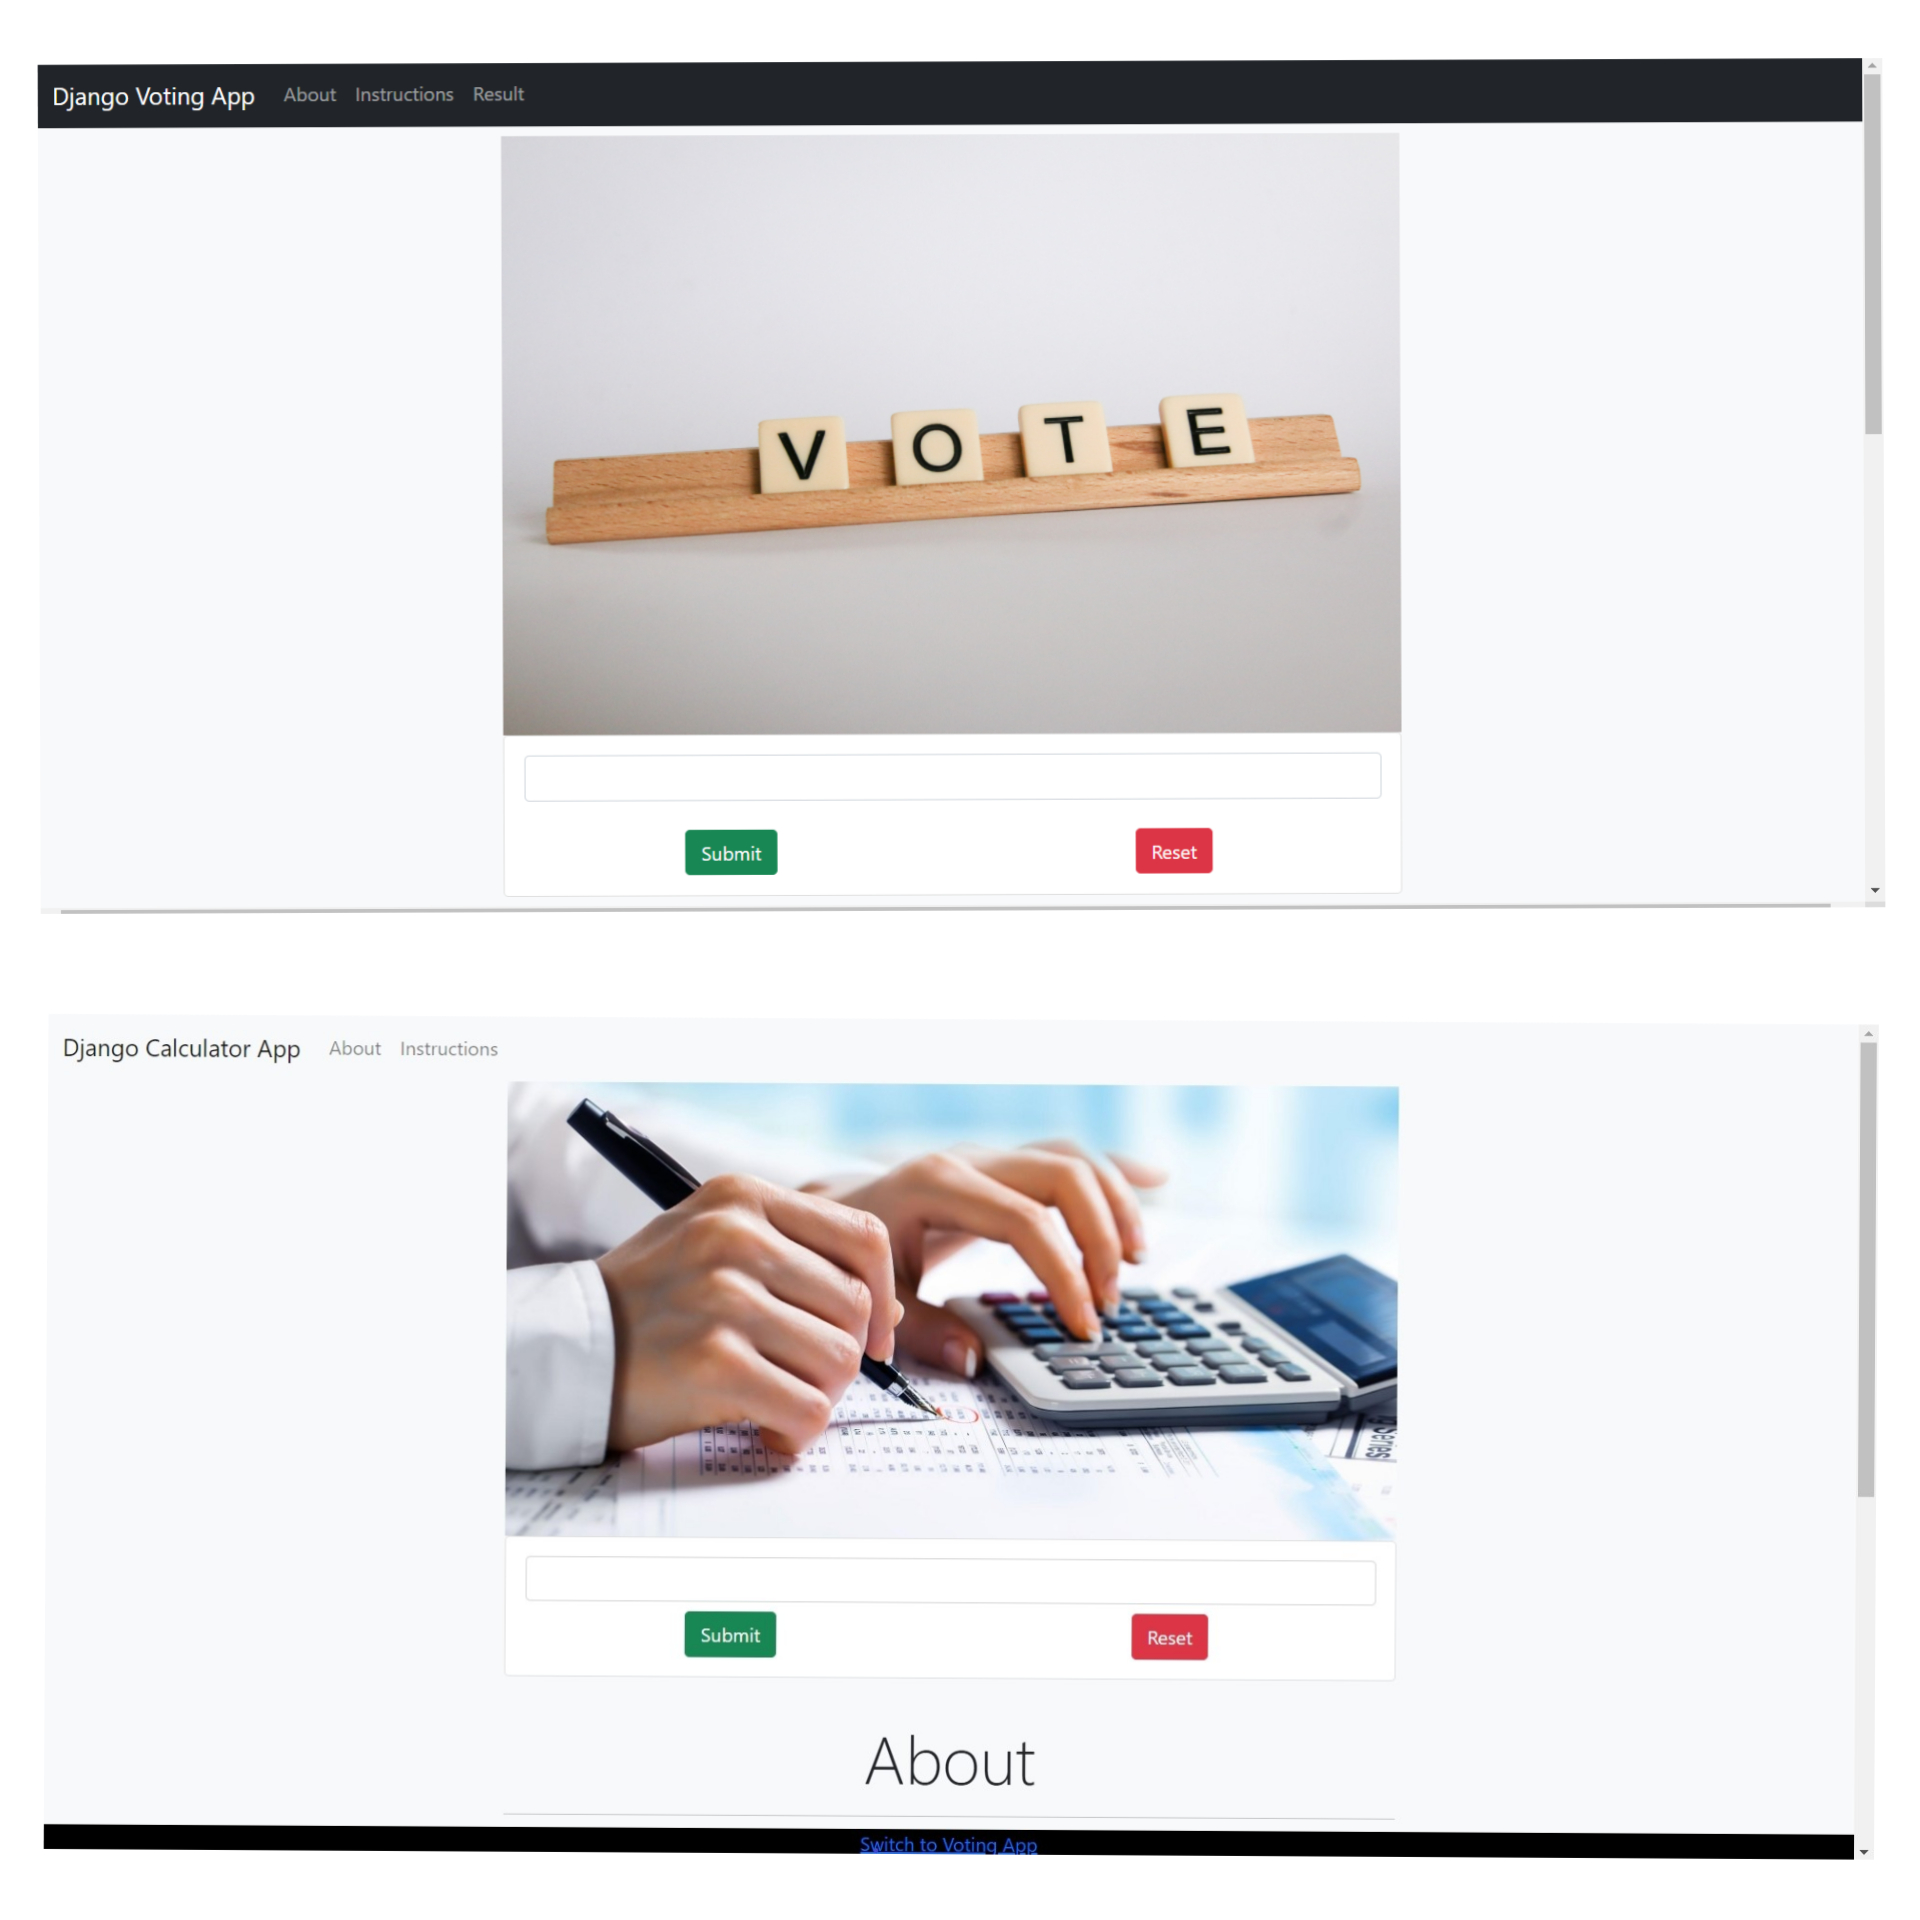 Django Voting App About Instructions Result
V O T E
Submit Reset
Django Calculator App About Instructions
Submit Reset
About
Switch to Voting App